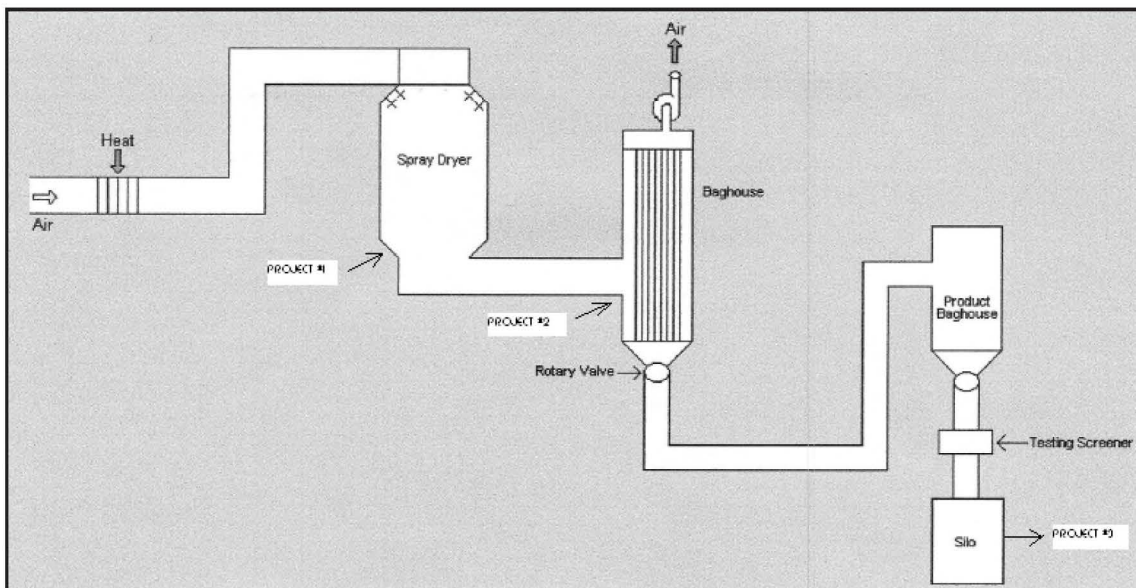 Air
Heat
Spray Dryer
Baghouse
Air
PROJECT #1
PROJECT #2
Product
Baghouse
Rotary Valve
Testing Screener
Silo
PROJECT #3